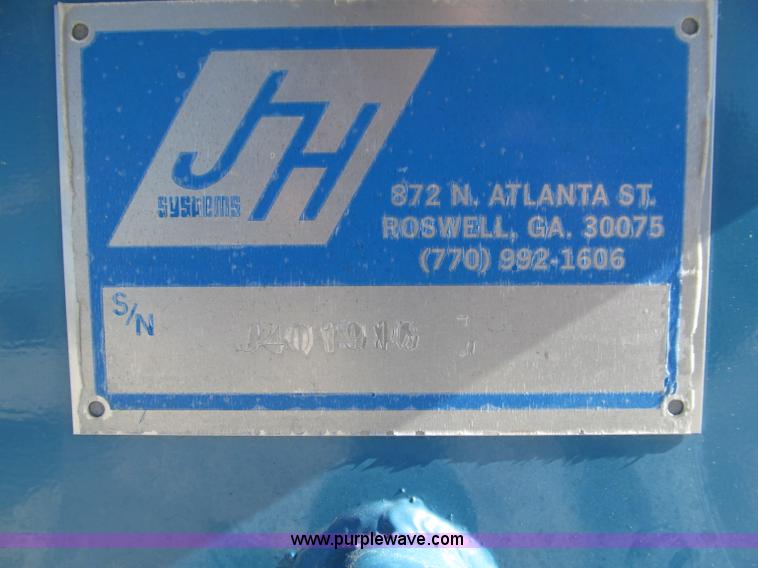 JH
systems
872 N. ATLANTA ST.
ROSWELL, GA. 30075
(770) 992-1606
S/N
www.purplewave.com